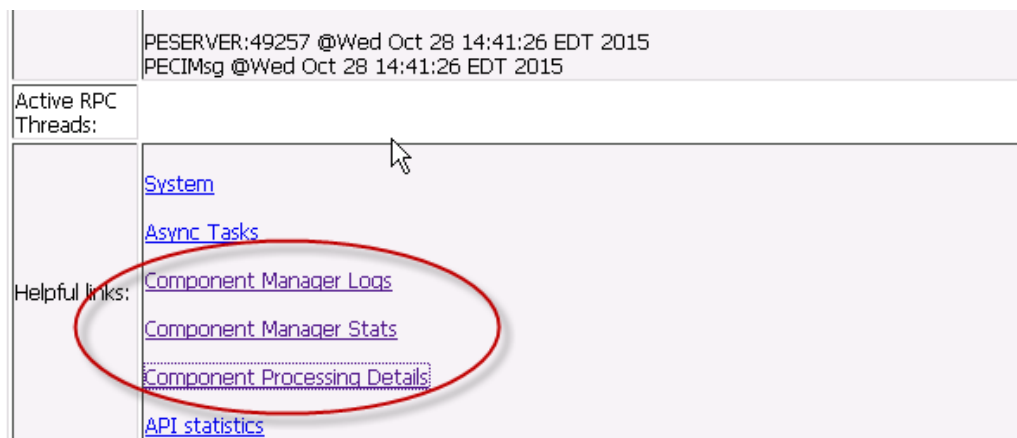 PESERVER:49257 @Wed Oct 28 14:41:26 EDT 2015
PECIMsg @Wed Oct 28 14:41:26 EDT 2015
Active RPC
Threads:
Helpful links:
System
Async Tasks
Component Manager Logs
Component Manager Stats
Component Processing Details
API statistics